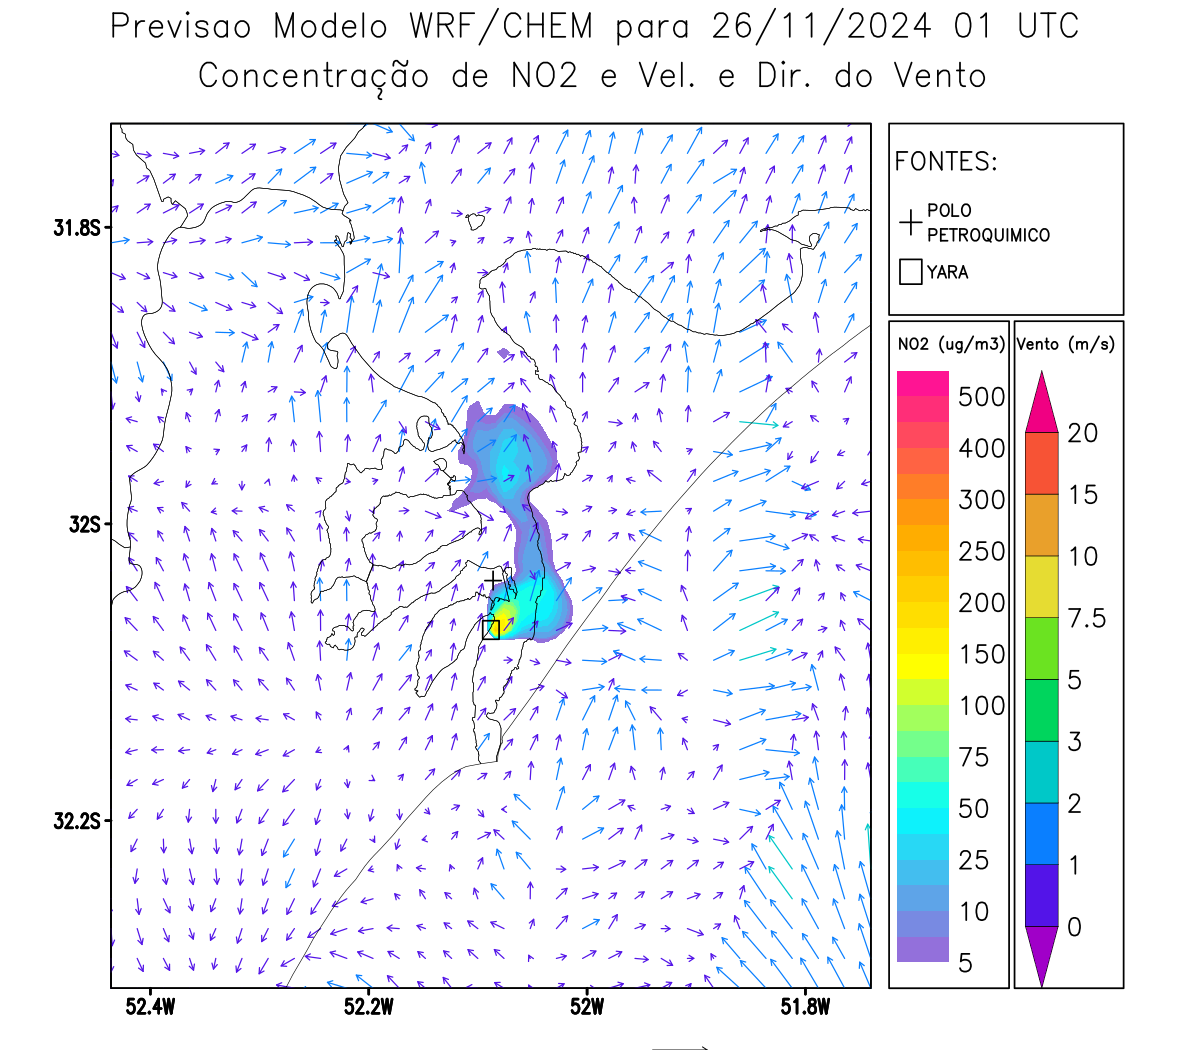 Previsao Modelo WRF/CHEM para 26/11/2024 01 UTC
Concentração de NO2 e Vel. e Dir. do Vento
FONTES:
POLO
PETROQUIMICO
YARA
NO2 (ug/m3)
500
400
300
250
200
150
100
75
50
25
10
5
Vento (m/s)
20
15
10
7.5
5
3
2
1
0
31.8S
32S
32.2S
52.4W
52.2W
52W
51.8W